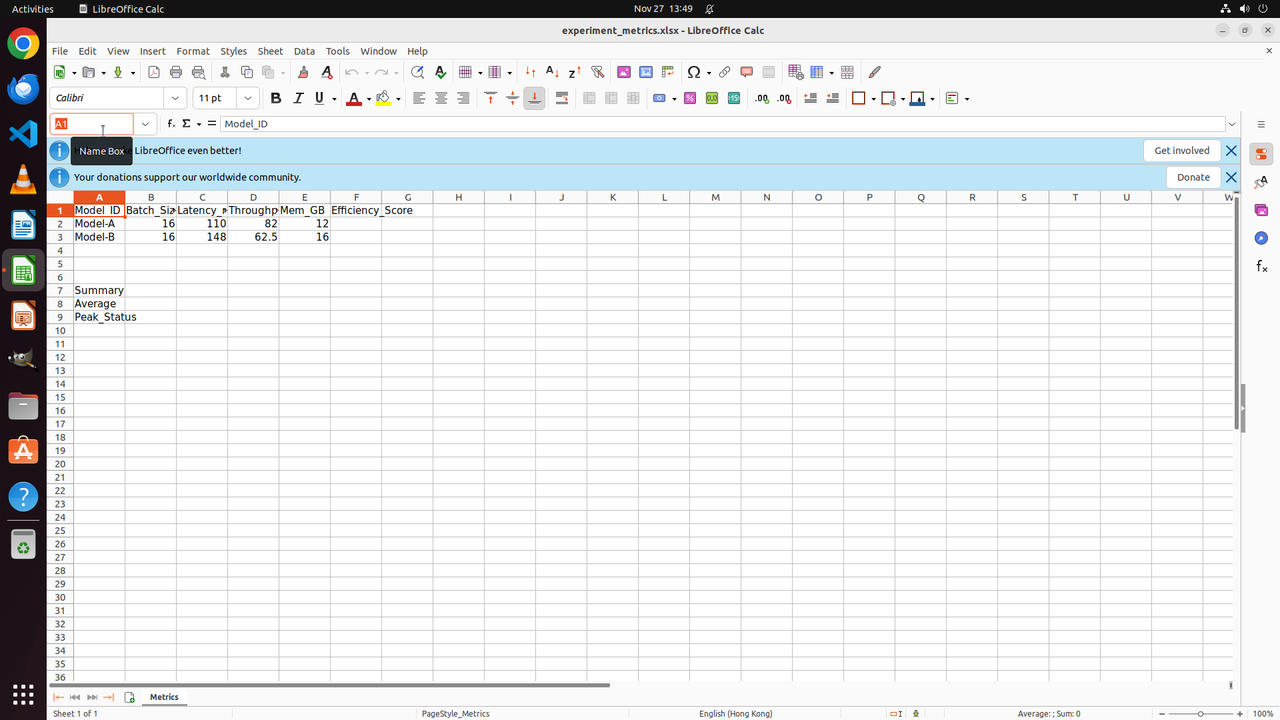 Activities LibreOffice Calc Nov 27 13:49
experiment_metrics.xlsx - LibreOffice Calc
File Edit View Insert Format Styles Sheet Data Tools Window Help
Calibri 11 pt
A1 Model_ID
Name Box LibreOffice even better! Get involved
Your donations support our worldwide community. Donate
A B C D E F G H I J K L M N O P Q R S T U V W
1 Model_ID Batch_Siz Latency_ Throughp Mem_GB Efficiency_Score
2 Model-A 16 110 82 12
3 Model-B 16 148 62.5 16
4
5
6
7 Summary
8 Average
9 Peak_Status
10
11
12
13
14
15
16
17
18
19
20
21
22
23
24
25
26
27
28
29
30
31
32
33
34
35
36
Metrics
Sheet 1 of 1 PageStyle_Metrics English (Hong Kong) Average: ; Sum: 0 100%